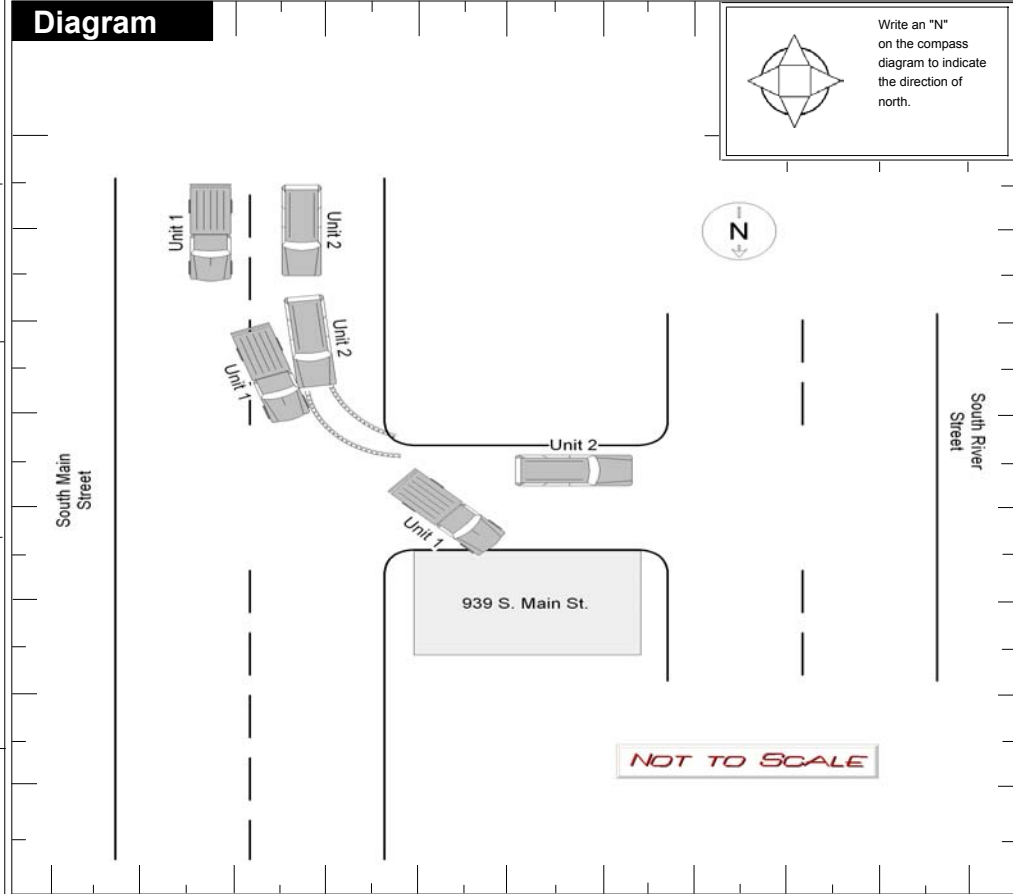 Diagram
Write an "N"
on the compass
diagram to indicate
the direction of
north.
Unit 1
Unit 2
N
Unit 2
Unit 1
South River
Street
Unit 2
South Main
Street
Unit 1
939 S. Main St.
NOT TO SCALE